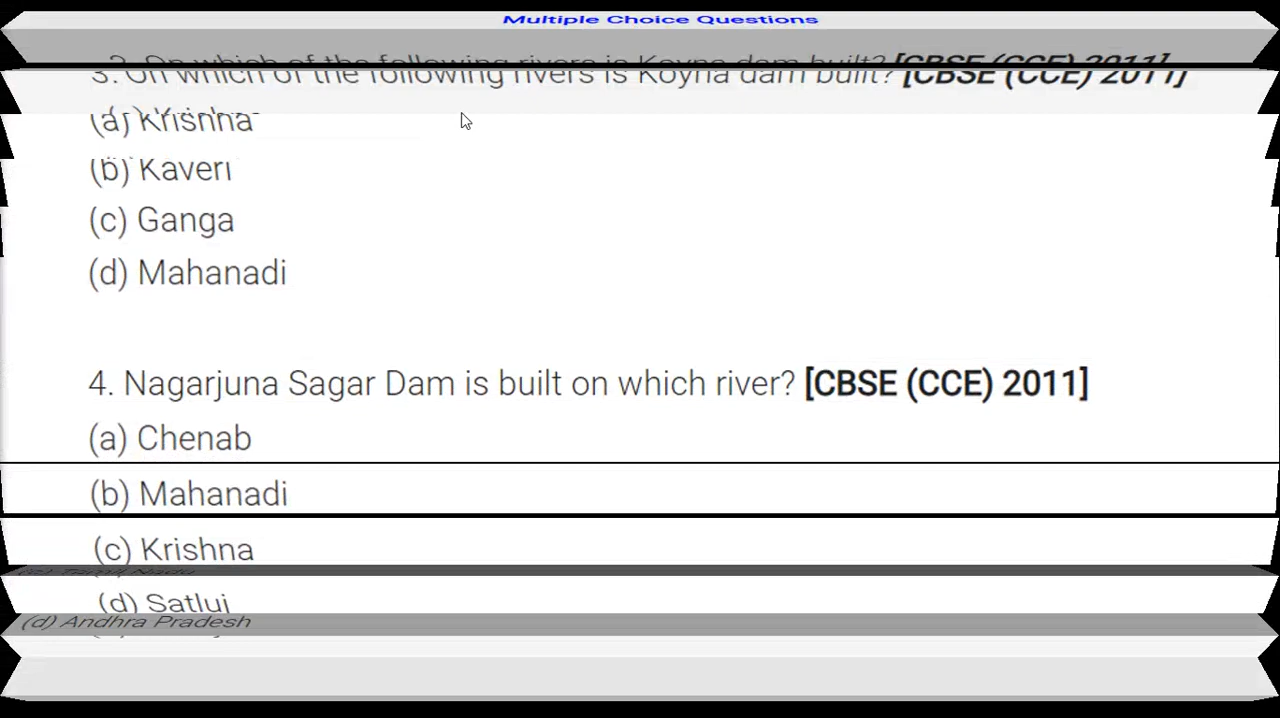 Multiple Choice Questions
3. On which of the following rivers is Koyna dam built? [CBSE (CCE) 2011]
(a) Krishna
(b) Kaveri
(c) Ganga
(d) Mahanadi
4. Nagarjuna Sagar Dam is built on which river? [CBSE (CCE) 2011]
(a) Chenab
(b) Mahanadi
(c) Krishna
(d) Satluj
(d) Andhra Pradesh